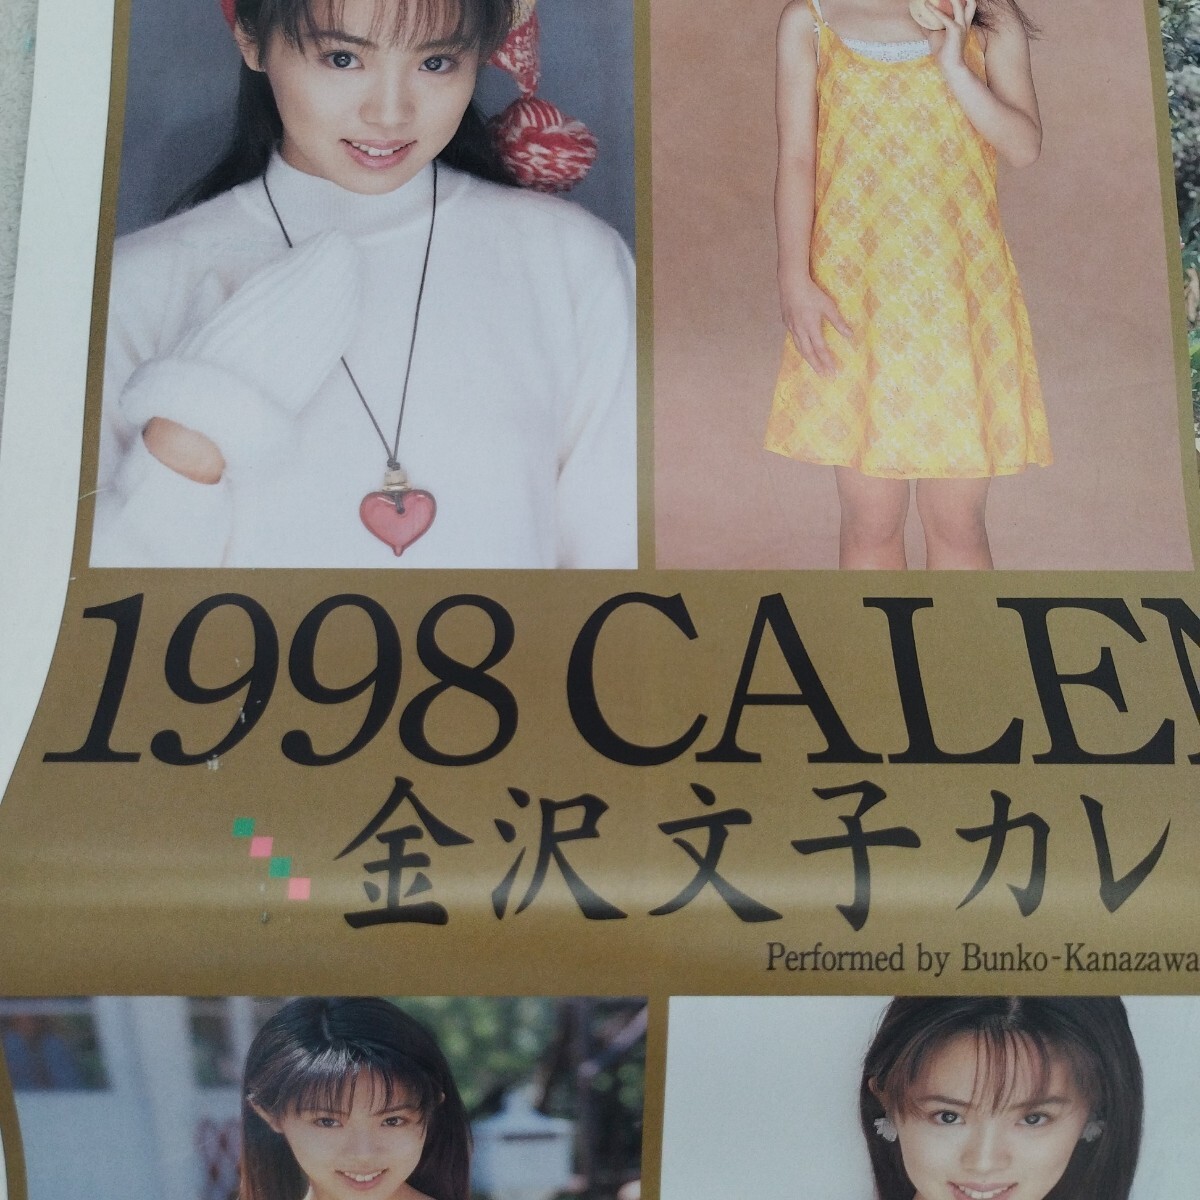 1998 CALEN
金沢文子カレ
Performed by Bunko-Kanazawa